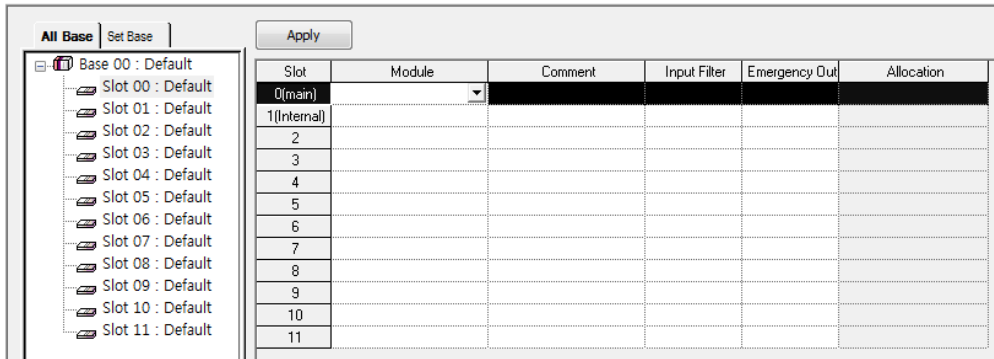 All Base Set Base Apply
Base 00 : Default
Slot 00 : Default
Slot 01 : Default
Slot 02 : Default
Slot 03 : Default
Slot 04 : Default
Slot 05 : Default
Slot 06 : Default
Slot 07 : Default
Slot 08 : Default
Slot 09 : Default
Slot 10 : Default
Slot 11 : Default
Slot Module Comment Input Filter Emergency Out Allocation
0(main)
1(Internal)
2
3
4
5
6
7
8
9
10
11